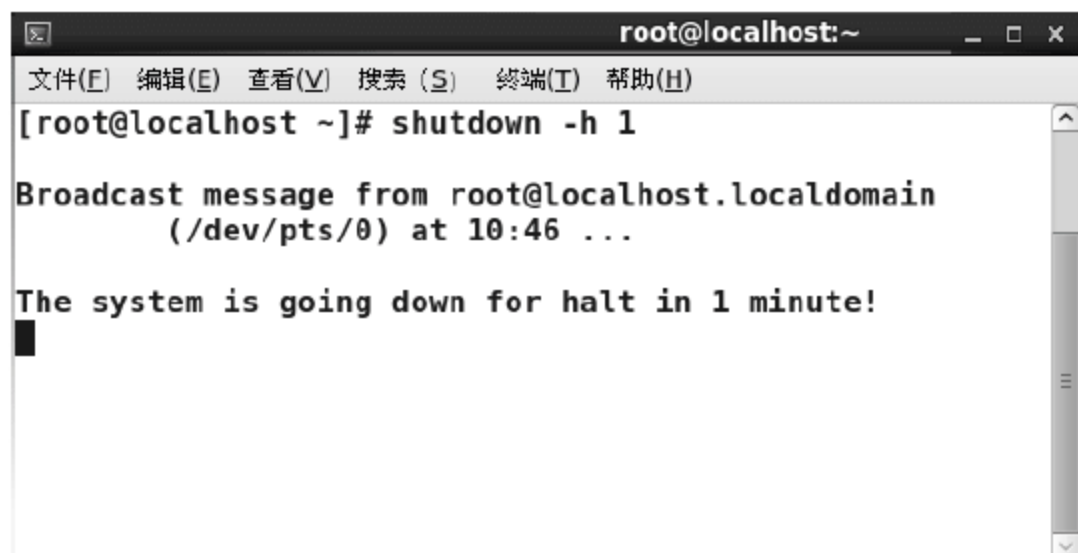 root@localhost:~
文件(F) 编辑(E) 查看(V) 搜索 (S) 终端(T) 帮助(H)
[root@localhost ~]# shutdown -h 1
Broadcast message from root@localhost.localdomain
(/dev/pts/0) at 10:46 ...
The system is going down for halt in 1 minute!